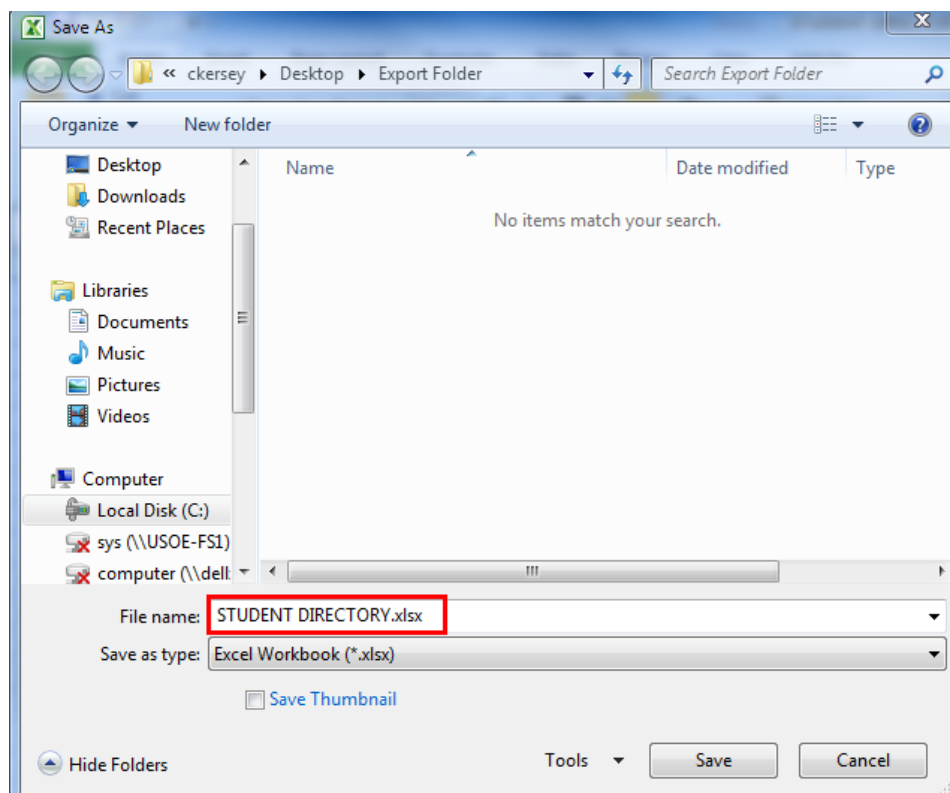 Save As
« ckersey ▸ Desktop ▸ Export Folder
Search Export Folder
Organize
New folder
Name
Date modified
Type
No items match your search.
Desktop
Downloads
Recent Places
Libraries
Documents
Music
Pictures
Videos
Computer
Local Disk (C:)
sys (\\USOE-FS1)
computer (\\dell
File name: STUDENT DIRECTORY.xlsx
Save as type: Excel Workbook (*.xlsx)
Save Thumbnail
Hide Folders
Tools
Save
Cancel